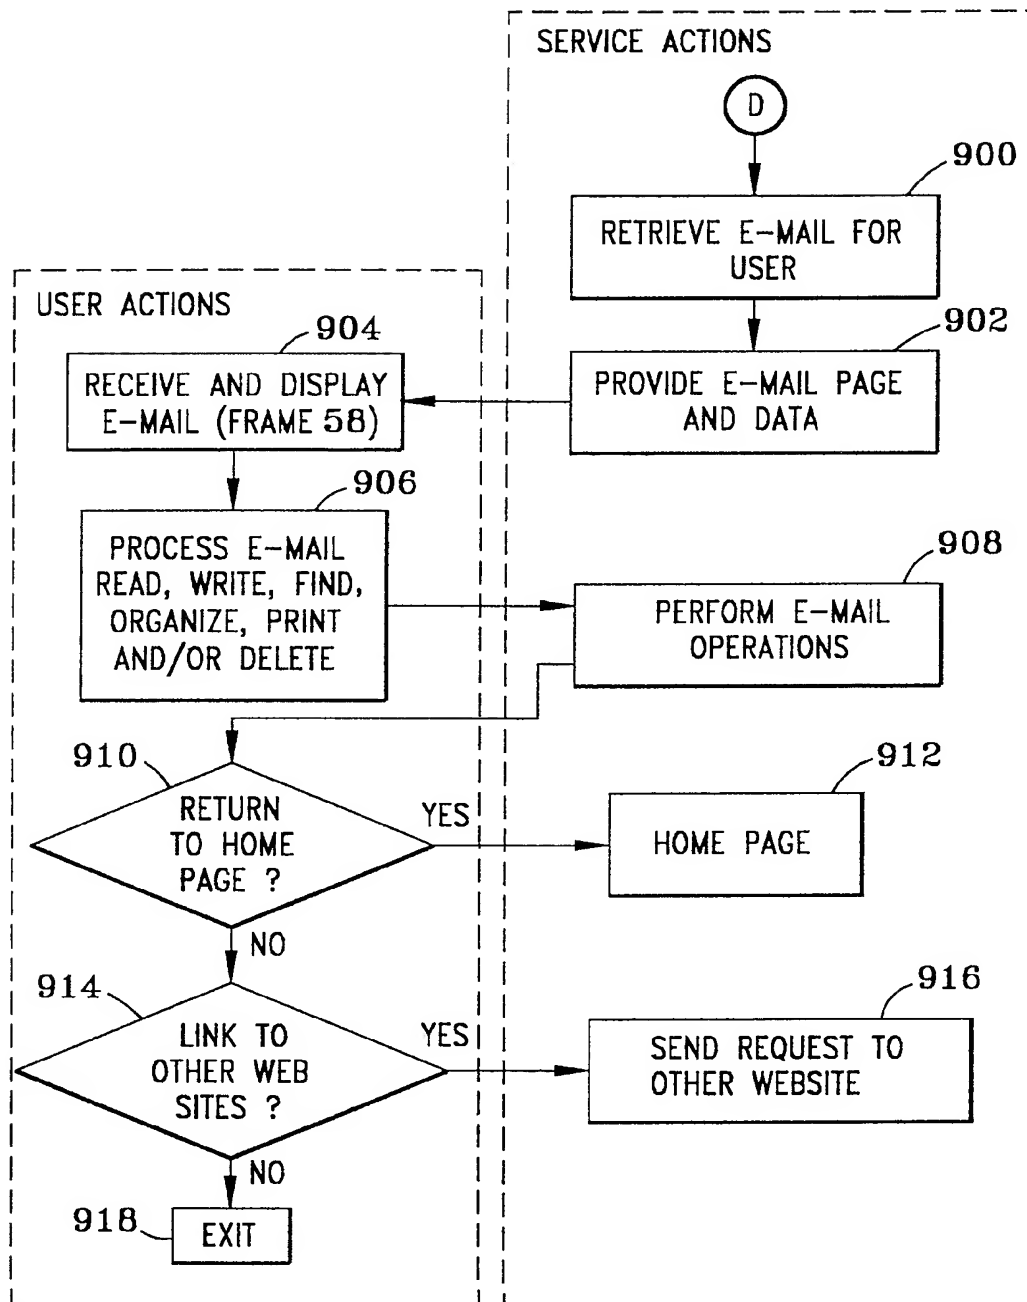 SERVICE ACTIONS
D
900
RETRIEVE E-MAIL FOR
USER
USER ACTIONS
902
904
PROVIDE E-MAIL PAGE
AND DATA
RECEIVE AND DISPLAY
E-MAIL (FRAME 58)
906
PROCESS E-MAIL
READ, WRITE, FIND,
ORGANIZE, PRINT
AND/OR DELETE
908
PERFORM E-MAIL
OPERATIONS
910
RETURN
TO HOME
PAGE ?
YES
912
HOME PAGE
NO
914
LINK TO
OTHER WEB
SITES ?
YES
916
SEND REQUEST TO
OTHER WEBSITE
NO
918
EXIT